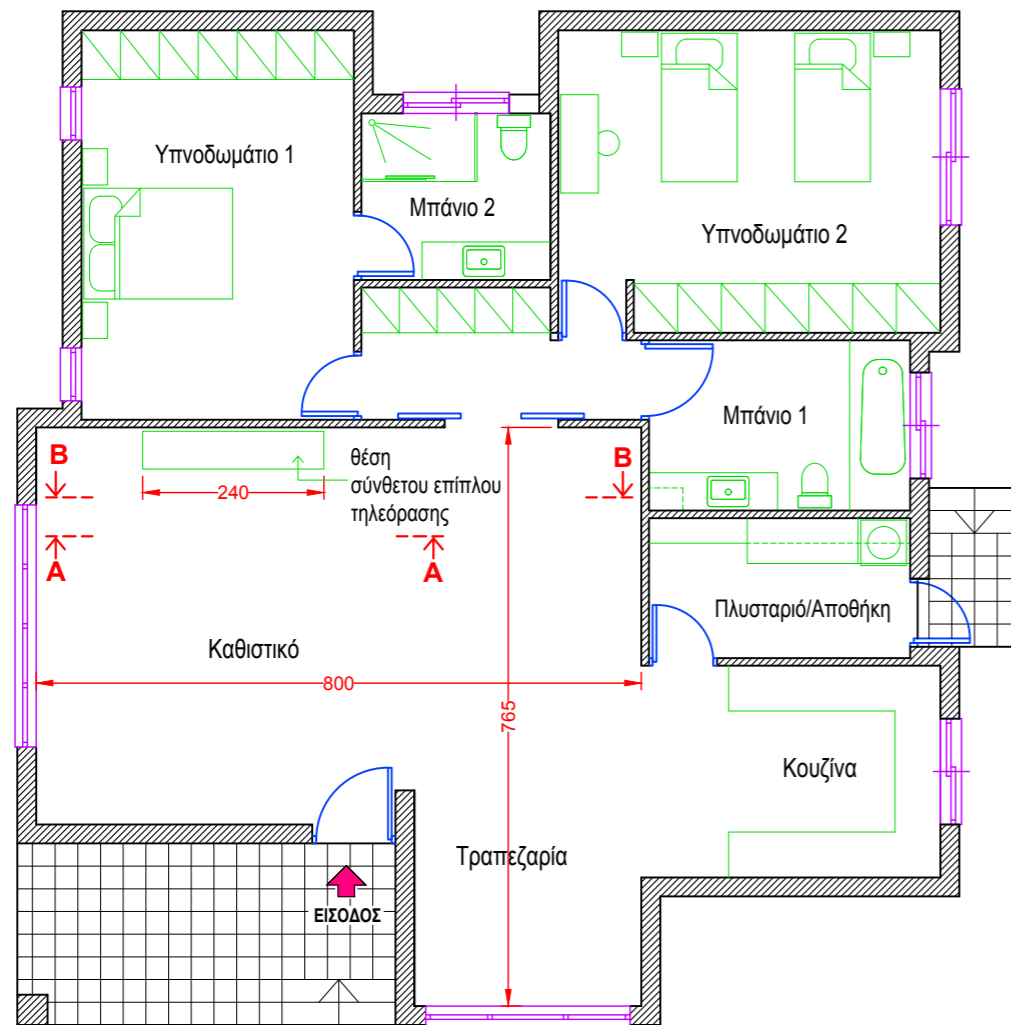 Υπνοδωμάτιο 1
Μπάνιο 2
Υπνοδωμάτιο 2
Μπάνιο 1
B
B
240
θέση
σύνθετου επίπλου
τηλεόρασης
A
A
Πλυσταριό/Αποθήκη
Καθιστικό
800
765
Κουζίνα
Τραπεζαρία
ΕΙΣΟΔΟΣ